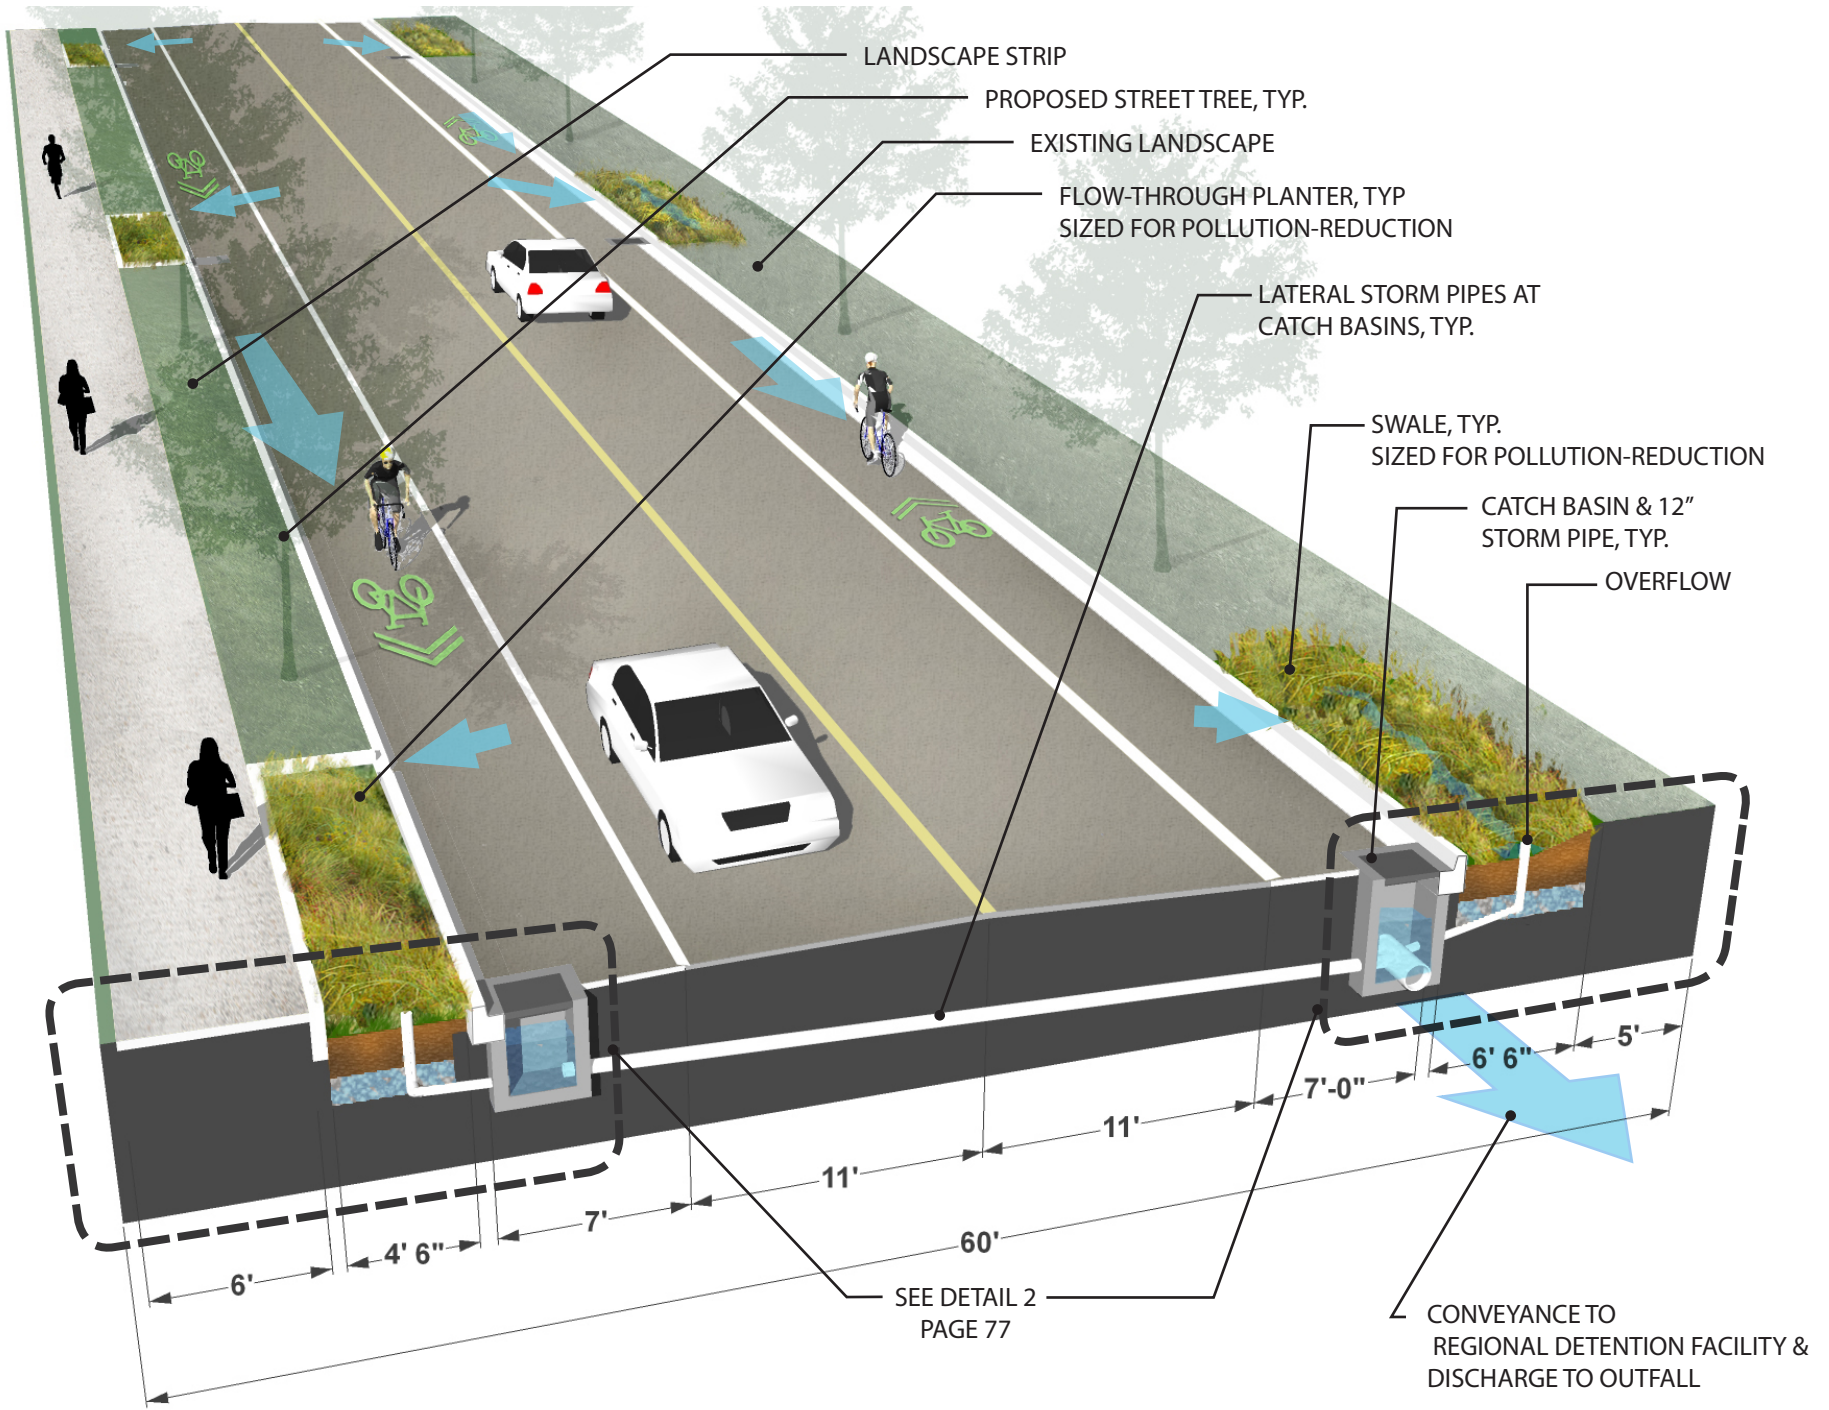 LANDSCAPE STRIP
PROPOSED STREET TREE, TYP.
EXISTING LANDSCAPE
FLOW-THROUGH PLANTER, TYP
SIZED FOR POLLUTION-REDUCTION
LATERAL STORM PIPES AT
CATCH BASINS, TYP.
SWALE, TYP.
SIZED FOR POLLUTION-REDUCTION
CATCH BASIN & 12”
STORM PIPE, TYP.
OVERFLOW
5'
6' 6"
7'-0"
11'
11'
7'
4' 6"
6'
60'
SEE DETAIL 2
PAGE 77
CONVEYANCE TO
REGIONAL DETENTION FACILITY &
DISCHARGE TO OUTFALL